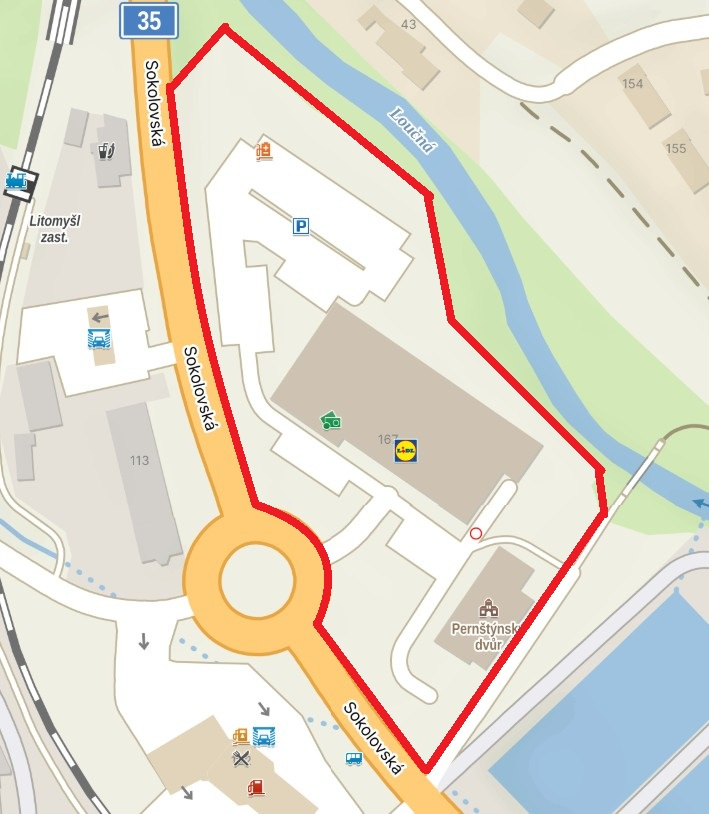 35
43
Sokolovská
154
Loučná
155
P
Litomyšl
zast.
Sokolovská
167
LIDL
113
Pernštýnský
dvůr
Sokolovská